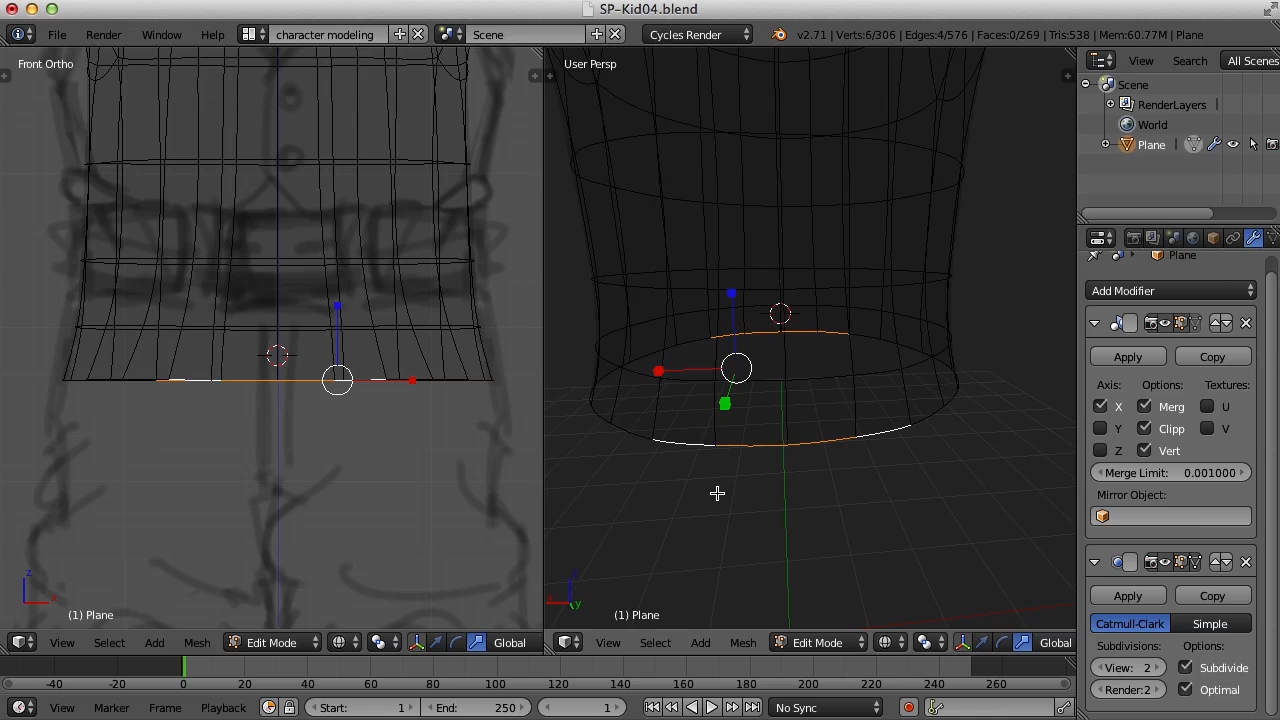 SP-Kid04.blend
File Render Window Help character modeling Scene Cycles Render v2.71 | Verts:6/306 | Edges:4/576 | Faces:0/269 | Tris:538 | Mem:60.77M | Plane
Front Ortho
User Persp
View Search All Scenes
Scene
RenderLayers
World
Plane
Plane
Add Modifier
Apply Copy
Axis: Options: Textures:
X Merg U
Y Clipp V
Z Vert
Merge Limit: 0.001000
Mirror Object:
Apply Copy
Catmull-Clark Simple
Subdivisions: Options:
View: 2 Subdivide
Render:2 Optimal
z
x
y
(1) Plane
(1) Plane
View Select Add Mesh Edit Mode Global
View Select Add Mesh Edit Mode Global
-40 -20 0 20 40 60 80 100 120 140 160 180 200 220 240 260
View Marker Frame Playback Start: 1 End: 250 1 No Sync